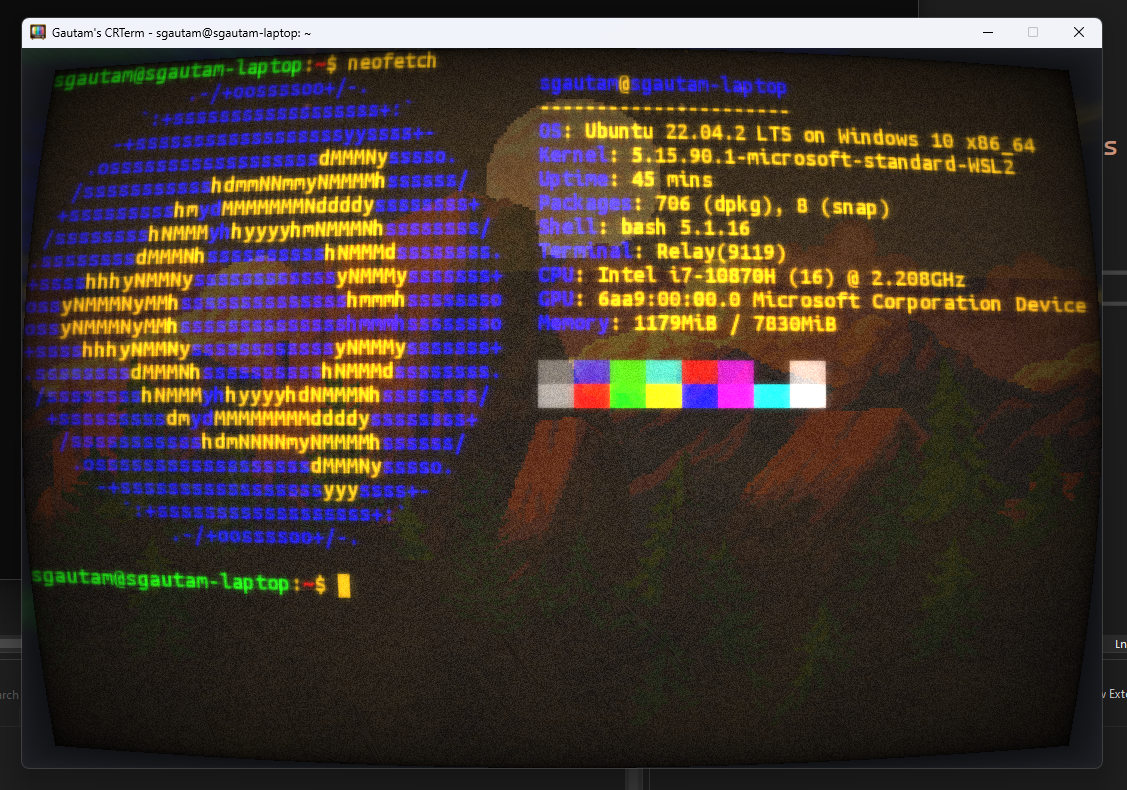 Gautam's CRTerm - sgautam@sgautam-laptop: ~
sgautam@sgautam-laptop:~$ neofetch
.-/+oossssoo+/-.
`:+ssssssssssssssssss+:`
-+ssssssssssssssssssyyssss+-
.ossssssssssssssssssdMMMNysssso.
/ssssssssssshdmmNNmmyNMMMMhssssss/
+ssssssssshmydMMMMMMMNddddyssssssss+
/sssssssshNMMMyhhyyyyhmNMMMNhssssssss/
.ssssssssdMMMNhsssssssssshNMMMdssssssss.
+sssshhhyNMMNyssssssssssssyNMMMysssssss+
ossyNMMMNyMMhsssssssssssssshmmmhssssssso
ossyNMMMNyMMhsssssssssssssshmmmhssssssso
+sssshhhyNMMNyssssssssssssyNMMMysssssss+
.ssssssssdMMMNhsssssssssshNMMMdssssssss.
/sssssssshNMMMyhhyyyyhdNMMMNhssssssss/
+sssssssssdmydMMMMMMMMddddyssssssss+
/ssssssssssshdmNNNNmyNMMMMhssssss/
.ossssssssssssssssssdMMMNysssso.
-+sssssssssssssssssyyyssss+-
`:+ssssssssssssssssss+:`
.-/+oossssoo+/-.
sgautam@sgautam-laptop
----------------------
OS: Ubuntu 22.04.2 LTS on Windows 10 x86_64
Kernel: 5.15.90.1-microsoft-standard-WSL2
Uptime: 45 mins
Packages: 706 (dpkg), 8 (snap)
Shell: bash 5.1.16
Terminal: Relay(9119)
CPU: Intel i7-10870H (16) @ 2.208GHz
GPU: 6aa9:00:00.0 Microsoft Corporation Device
Memory: 1179MiB / 7830MiB
sgautam@sgautam-laptop:~$
s
Ln
rch
v Exte